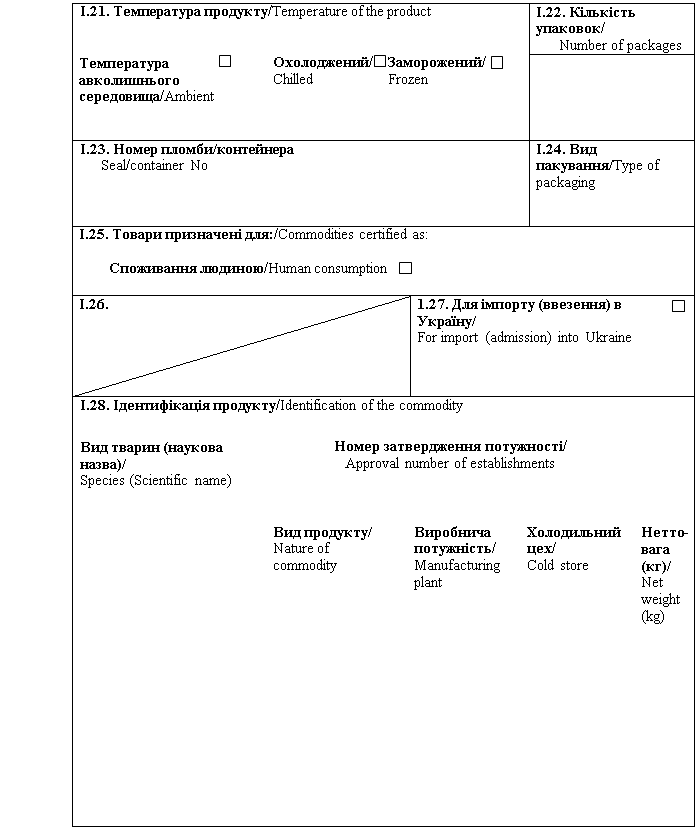 I.21. Температура продукту/Temperature of the product
Температура авколишнього середовища/Ambient
Охолоджений/
Chilled
Заморожений/
Frozen
I.22. Кількість
упаковок/
Number of packages
I.23. Номер пломби/контейнера
Seal/container No
I.24. Вид
пакування/Type of
packaging
I.25. Товари призначені для:/Commodities certified as:
Споживання людиною/Human consumption
I.26.
1.27. Для імпорту (ввезення) в
Україну/
For import (admission) into Ukraine
I.28. Ідентифікація продукту/Identification of the commodity
Вид тварин (наукова
назва)/
Species (Scientific name)
Номер затвердження потужності/
Approval number of establishments
Вид продукту/
Nature of
commodity
Виробнича
потужність/
Manufacturing
plant
Холодильний
цех/
Cold store
Нетто-
вага
(кг)/
Net
weight
(kg)